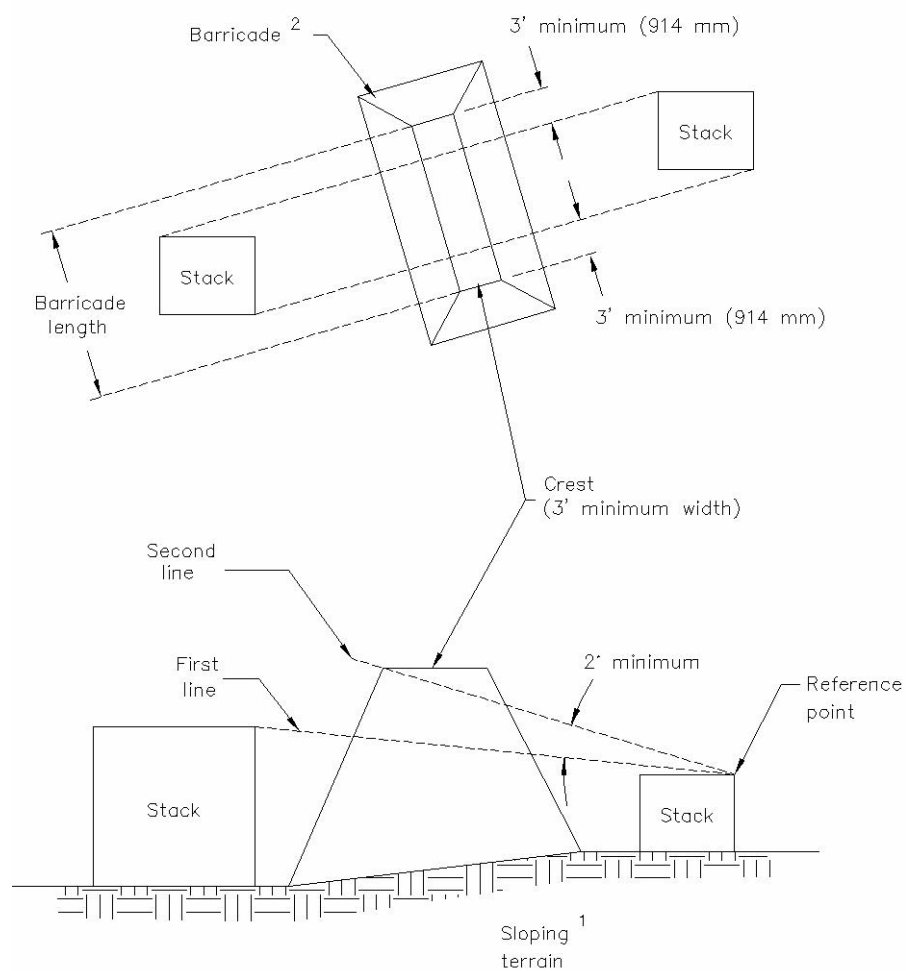 Barricade 2
3' minimum (914 mm)
Stack
Stack
Barricade
length
3' minimum (914 mm)
Crest
(3' minimum width)
Second
line
First
line
2° minimum
Reference
point
Stack
Stack
Sloping 1
terrain